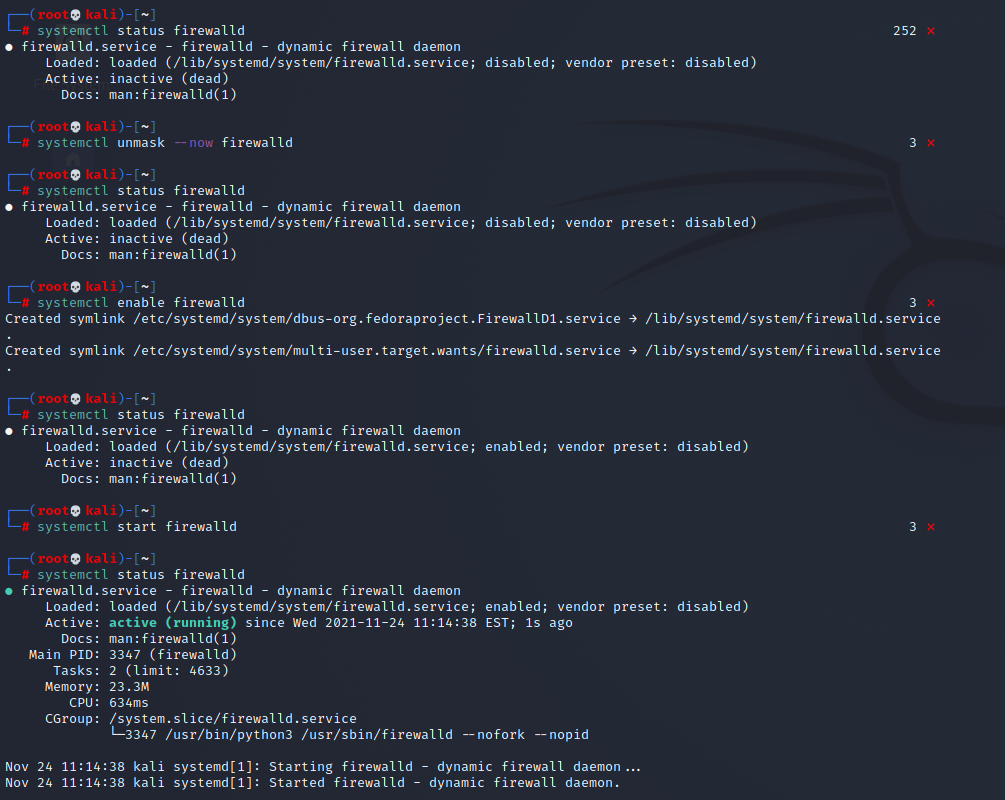 ┌──(root💀kali)-[~]
└─# systemctl status firewalld 252 ⨯
● firewalld.service - firewalld - dynamic firewall daemon
     Loaded: loaded (/lib/systemd/system/firewalld.service; disabled; vendor preset: disabled)
     Active: inactive (dead)
       Docs: man:firewalld(1)

┌──(root💀kali)-[~]
└─# systemctl unmask --now firewalld 3 ⨯

┌──(root💀kali)-[~]
└─# systemctl status firewalld
● firewalld.service - firewalld - dynamic firewall daemon
     Loaded: loaded (/lib/systemd/system/firewalld.service; disabled; vendor preset: disabled)
     Active: inactive (dead)
       Docs: man:firewalld(1)

┌──(root💀kali)-[~]
└─# systemctl enable firewalld 3 ⨯
Created symlink /etc/systemd/system/dbus-org.fedoraproject.FirewallD1.service → /lib/systemd/system/firewalld.service
.
Created symlink /etc/systemd/system/multi-user.target.wants/firewalld.service → /lib/systemd/system/firewalld.service
.

┌──(root💀kali)-[~]
└─# systemctl status firewalld
● firewalld.service - firewalld - dynamic firewall daemon
     Loaded: loaded (/lib/systemd/system/firewalld.service; enabled; vendor preset: disabled)
     Active: inactive (dead)
       Docs: man:firewalld(1)

┌──(root💀kali)-[~]
└─# systemctl start firewalld 3 ⨯

┌──(root💀kali)-[~]
└─# systemctl status firewalld
● firewalld.service - firewalld - dynamic firewall daemon
     Loaded: loaded (/lib/systemd/system/firewalld.service; enabled; vendor preset: disabled)
     Active: active (running) since Wed 2021-11-24 11:14:38 EST; 1s ago
       Docs: man:firewalld(1)
   Main PID: 3347 (firewalld)
      Tasks: 2 (limit: 4633)
     Memory: 23.3M
        CPU: 634ms
     CGroup: /system.slice/firewalld.service
             └─3347 /usr/bin/python3 /usr/sbin/firewalld --nofork --nopid

Nov 24 11:14:38 kali systemd[1]: Starting firewalld - dynamic firewall daemon...
Nov 24 11:14:38 kali systemd[1]: Started firewalld - dynamic firewall daemon.